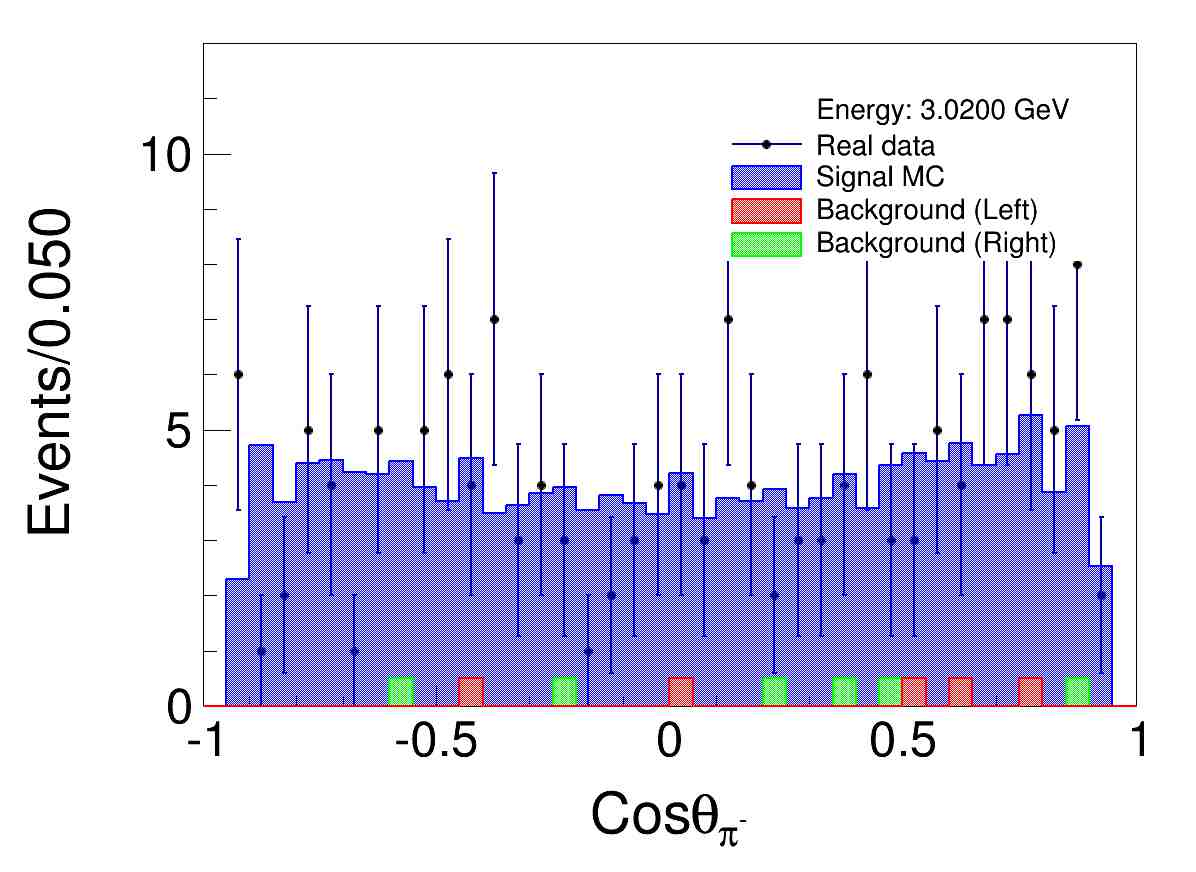 Energy: 3.0200 GeV
Real data
Signal MC
Background (Left)
Background (Right)
Events/0.050
10
5
0
-1
-0.5
0
0.5
1
Cosθπ-